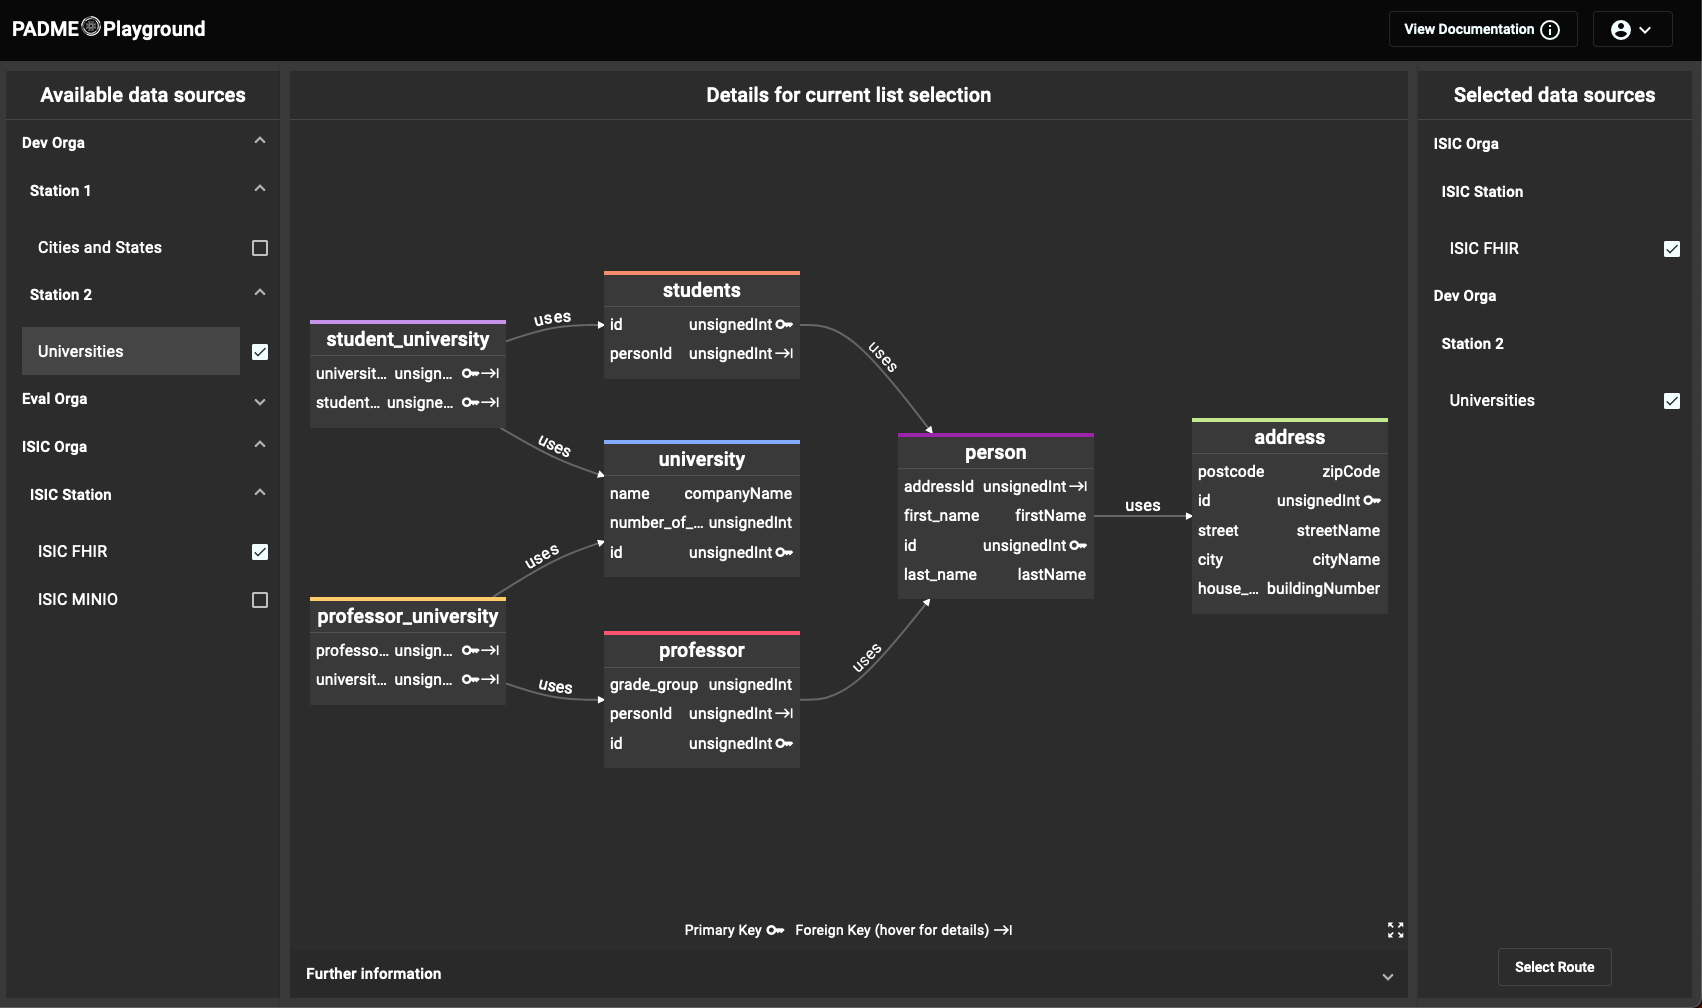 PADME Playground
View Documentation
Available data sources
Dev Orga
Station 1
Cities and States
Station 2
Universities
Eval Orga
ISIC Orga
ISIC Station
ISIC FHIR
ISIC MINIO
Details for current list selection
student_university
universit... unsign...
student... unsigne...
uses
uses
students
id unsignedInt
personId unsignedInt
uses
university
name companyName
number_of_... unsignedInt
id unsignedInt
professor_university
professo... unsign...
universit... unsign...
uses
uses
professor
grade_group unsignedInt
personId unsignedInt
id unsignedInt
uses
person
addressId unsignedInt
first_name firstName
id unsignedInt
last_name lastName
uses
address
postcode zipCode
id unsignedInt
street streetName
city cityName
house_... buildingNumber
Primary Key Foreign Key (hover for details)
Further information
Selected data sources
ISIC Orga
ISIC Station
ISIC FHIR
Dev Orga
Station 2
Universities
Select Route